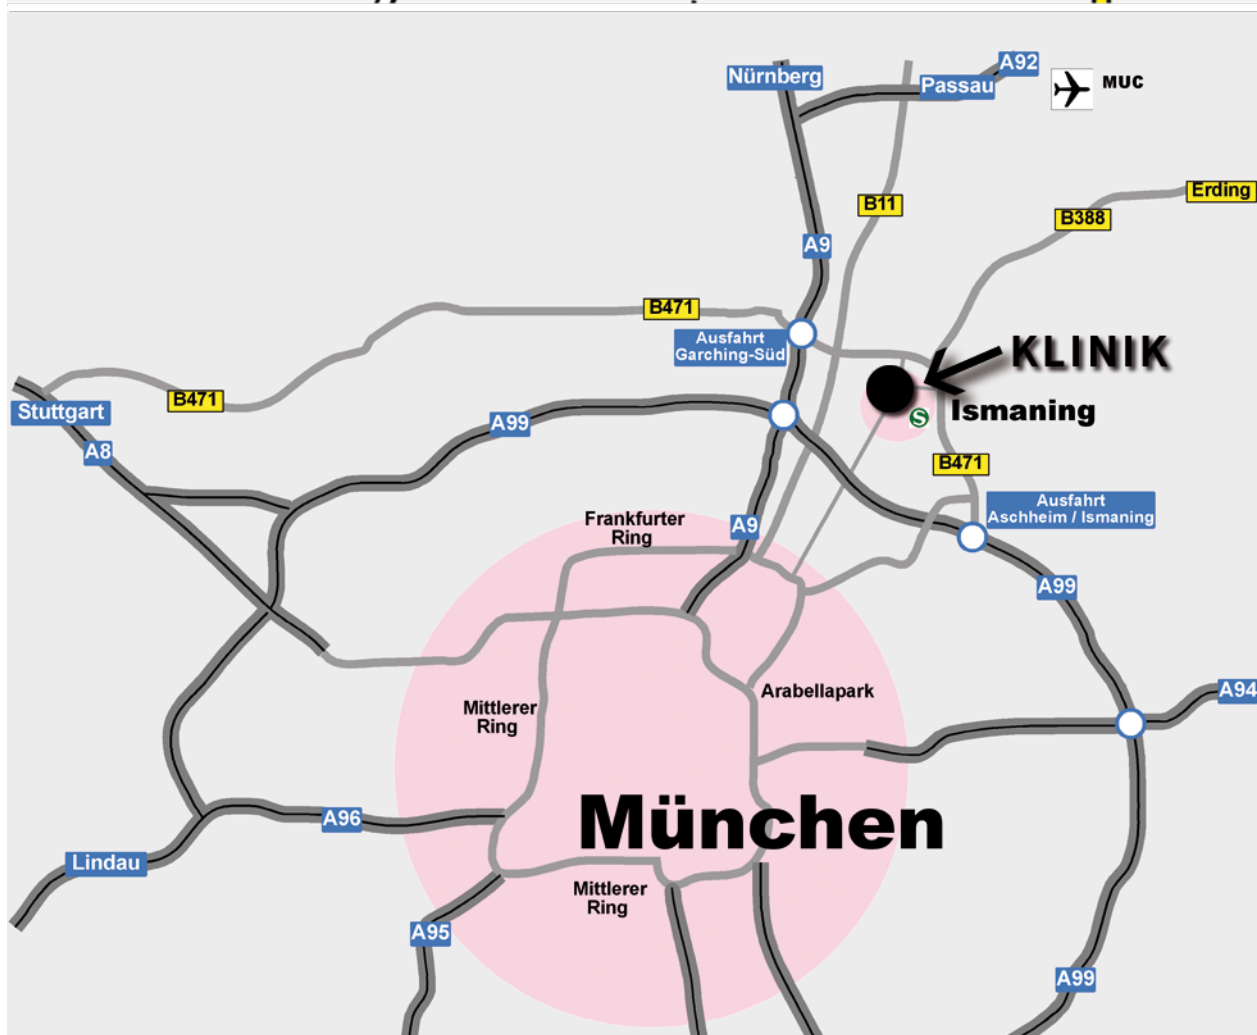 A92
Nürnberg
Passau
MUC
Erding
B11
B388
A9
B471
Ausfahrt
Garching-Süd
KLINIK
B471
Stuttgart
Ismaning
S
A99
A8
B471
Ausfahrt
Aschheim / Ismaning
Frankfurter
Ring
A9
A99
Arabellapark
A94
Mittlerer
Ring
München
A96
Lindau
Mittlerer
Ring
A95
A99